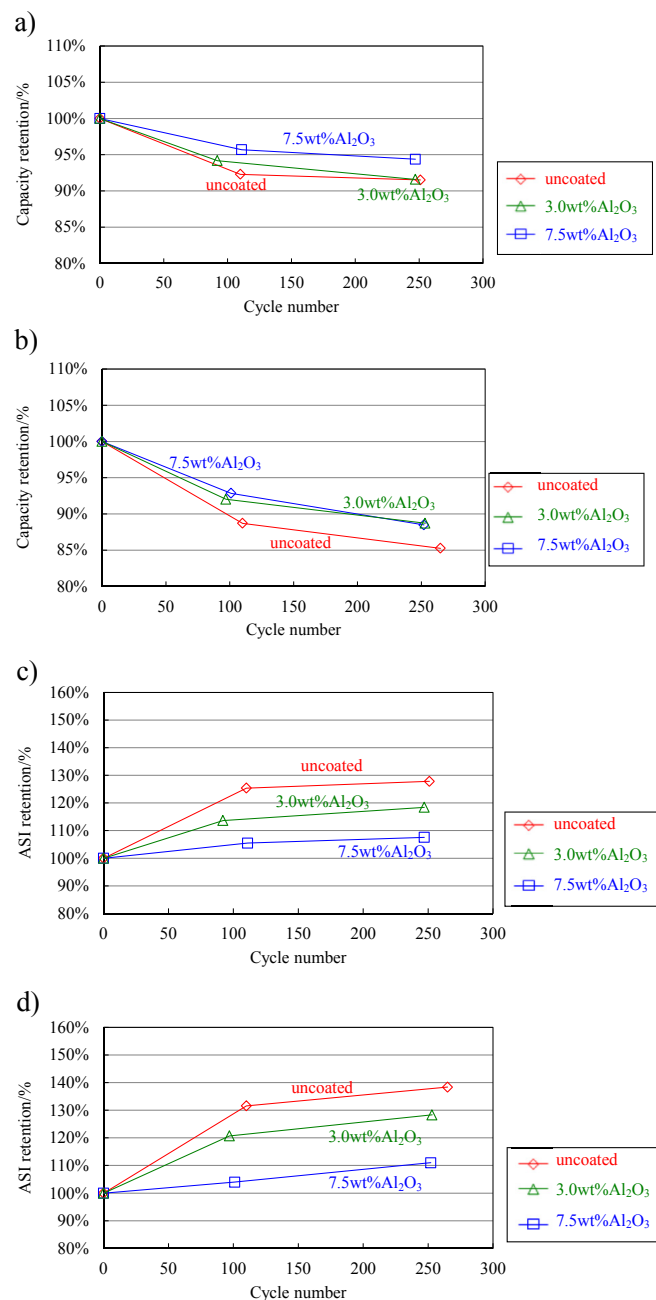 a)
110%
105%
100%
95%
90%
85%
80%
Capacity retention/%
7.5wt%Al₂O₃
uncoated
3.0wt%Al₂O₃
0 50 100 150 200 250 300
Cycle number
uncoated
3.0wt%Al₂O₃
7.5wt%Al₂O₃
b)
110%
105%
100%
95%
90%
85%
80%
Capacity retention/%
7.5wt%Al₂O₃
3.0wt%Al₂O₃
uncoated
0 50 100 150 200 250 300
Cycle number
uncoated
3.0wt%Al₂O₃
7.5wt%Al₂O₃
c)
160%
150%
140%
130%
120%
110%
100%
90%
80%
ASI retention/%
uncoated
3.0wt%Al₂O₃
7.5wt%Al₂O₃
0 50 100 150 200 250 300
Cycle number
uncoated
3.0wt%Al₂O₃
7.5wt%Al₂O₃
d)
160%
150%
140%
130%
120%
110%
100%
90%
80%
ASI retention/%
uncoated
3.0wt%Al₂O₃
7.5wt%Al₂O₃
0 50 100 150 200 250 300
Cycle number
uncoated
3.0wt%Al₂O₃
7.5wt%Al₂O₃